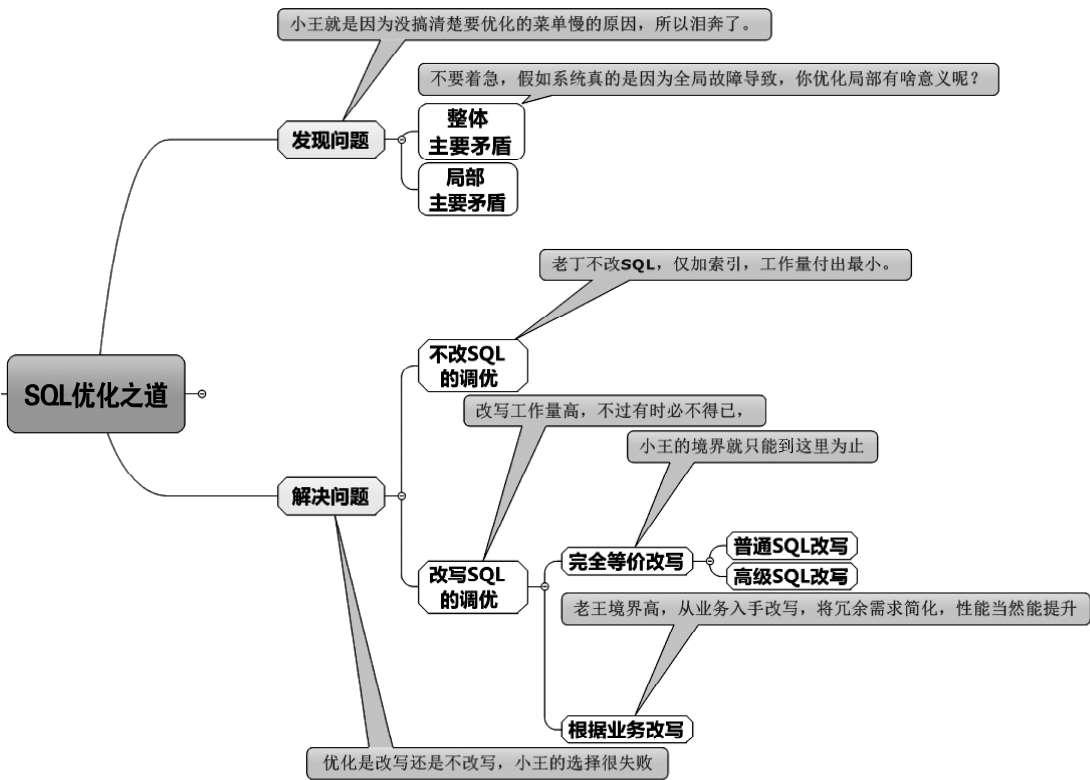 小王就是因为没搞清楚要优化的菜单慢的原因，所以泪奔了。
不要着急，假如系统真的是因为全局故障导致，你优化局部有啥意义呢？
发现问题
整体
主要矛盾
局部
主要矛盾
老丁不改SQL，仅加索引，工作量付出最小。
不改SQL
的调优
SQL优化之道
改写工作量高，不过有时必不得已，
小王的境界就只能到这里为止
解决问题
改写SQL
的调优
完全等价改写
普通SQL改写
高级SQL改写
老王境界高，从业务入手改写，将冗余需求简化，性能当然能提升
根据业务改写
优化是改写还是不改写，小王的选择很失败